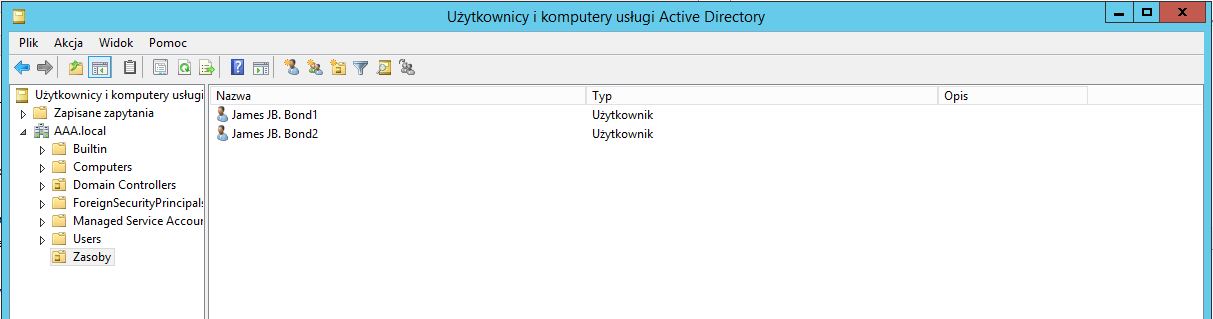 Użytkownicy i komputery usługi Active Directory
Plik Akcja Widok Pomoc
Użytkownicy i komputery usługi
Zapisane zapytania
AAA.local
Builtin
Computers
Domain Controllers
ForeignSecurityPrincipals
Managed Service Accour
Users
Zasoby
Nazwa Typ Opis
James JB. Bond1 Użytkownik
James JB. Bond2 Użytkownik